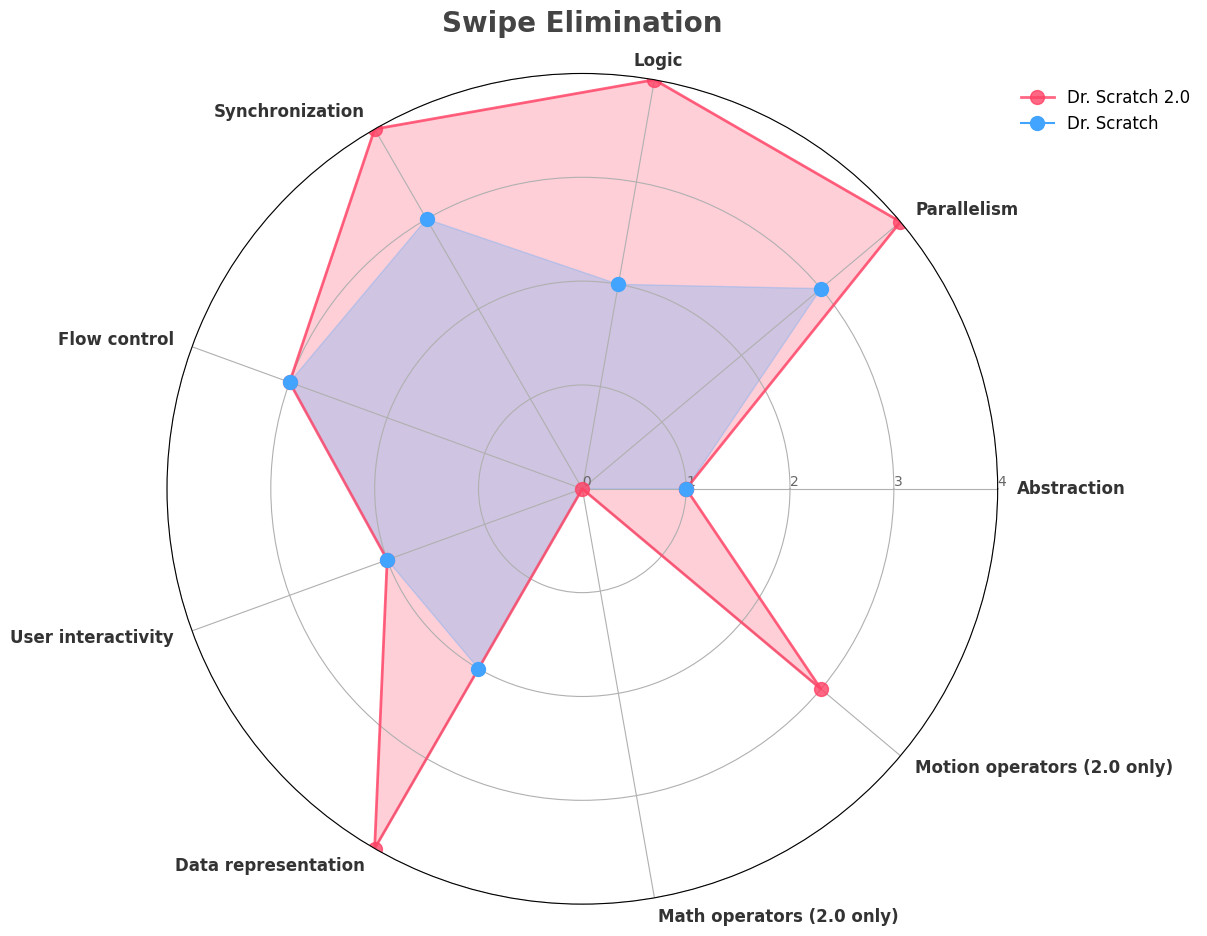 Swipe Elimination
Logic
Dr. Scratch 2.0
Dr. Scratch
Synchronization
Parallelism
Flow control
0 1 2 3 4
Abstraction
User interactivity
Motion operators (2.0 only)
Data representation
Math operators (2.0 only)